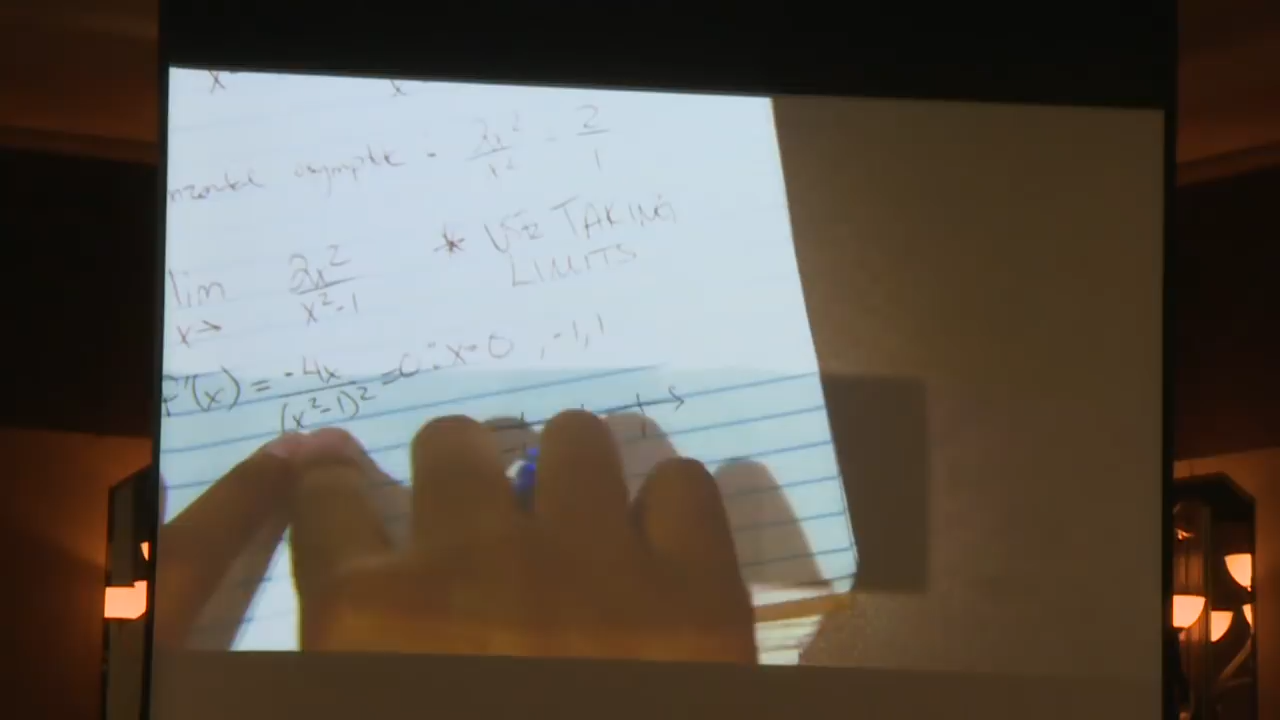 asymptote = 2x²/x² = 2/1
lim x→ 2x²/x²-1 * USE TAKING
LIMITS
F'(x) = -4x/(x²-1)² = 0 : x=0, -1, 1